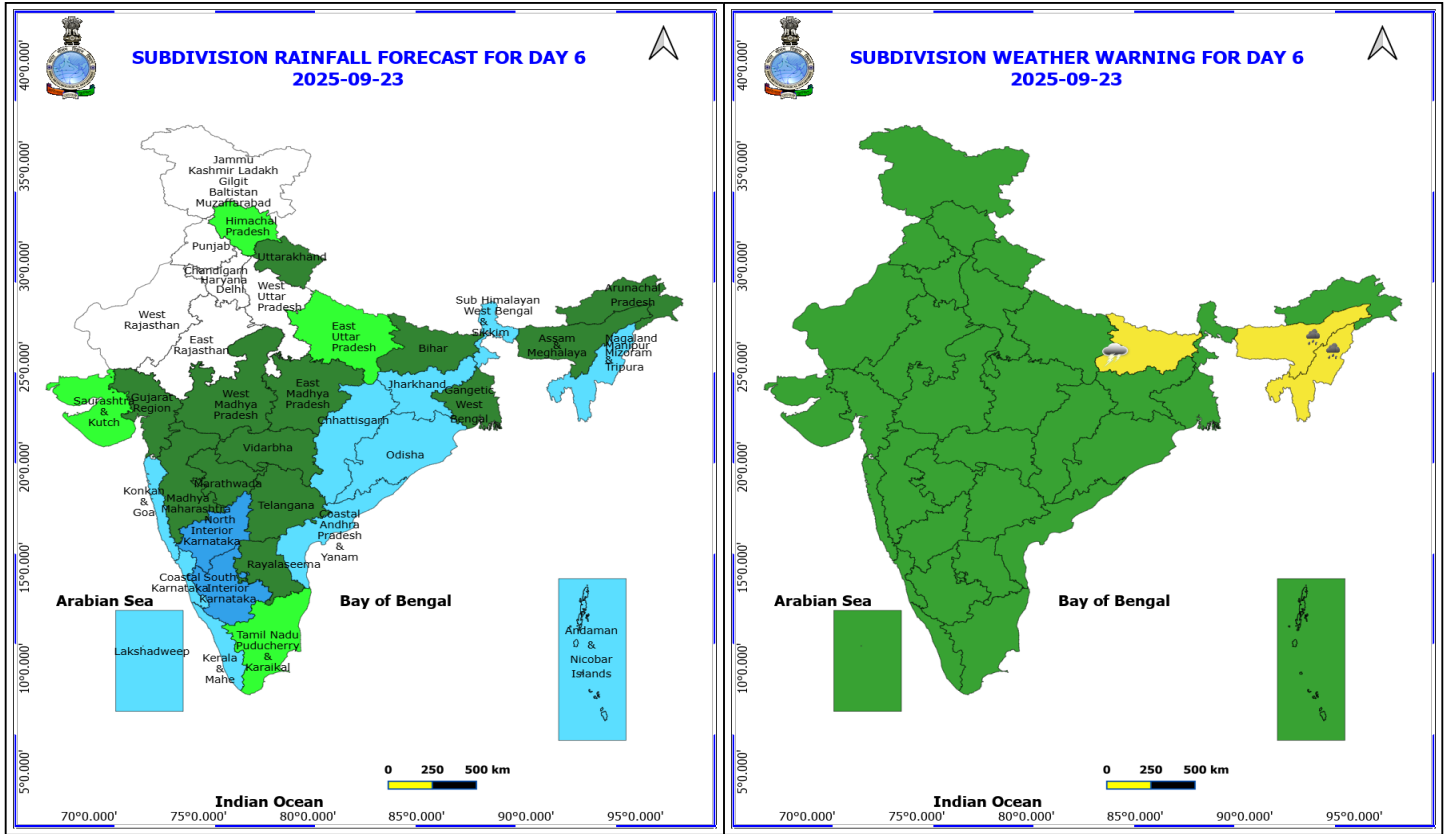 SUBDIVISION RAINFALL FORECAST FOR DAY 6
2025-09-23
40°0.000'
35°0.000'
30°0.000'
25°0.000'
20°0.000'
15°0.000'
10°0.000'
5°0.000'
Jammu
Kashmir Ladakh
Gilgit
Baltistan
Muzaffarabad
Himachal
Pradesh
Punjab
Uttarakhand
Chandigarh
Haryana
Delhi
West
Uttar
Pradesh
West
Rajasthan
East
Rajasthan
East
Uttar
Pradesh
Bihar
Sub Himalayan
West Bengal
&
Sikkim
Arunachal
Pradesh
Assam
&
Meghalaya
Nagaland
Manipur
Mizoram
&
Tripura
Saurashtra
&
Kutch
Gujarat
Region
West
Madhya
Pradesh
East
Madhya
Pradesh
Jharkhand
Gangetic
West
Bengal
Chhattisgarh
Odisha
Vidarbha
Konkan
&
Goa
Marathwada
Madhya
Maharashtra
Telangana
North
Interior
Karnataka
Coastal
Andhra
Pradesh
&
Yanam
Rayalaseema
Coastal
Karnataka
South
Interior
Karnataka
Arabian Sea
Bay of Bengal
Lakshadweep
Tamil Nadu
Puducherry
&
Karaikal
Kerala
&
Mahe
Andaman
&
Nicobar
Islands
0 250 500 km
Indian Ocean
70°0.000' 75°0.000' 80°0.000' 85°0.000' 90°0.000' 95°0.000'
SUBDIVISION WEATHER WARNING FOR DAY 6
2025-09-23
40°0.000'
35°0.000'
30°0.000'
25°0.000'
20°0.000'
15°0.000'
10°0.000'
5°0.000'
Arabian Sea
Bay of Bengal
0 250 500 km
Indian Ocean
70°0.000' 75°0.000' 80°0.000' 85°0.000' 90°0.000' 95°0.000'